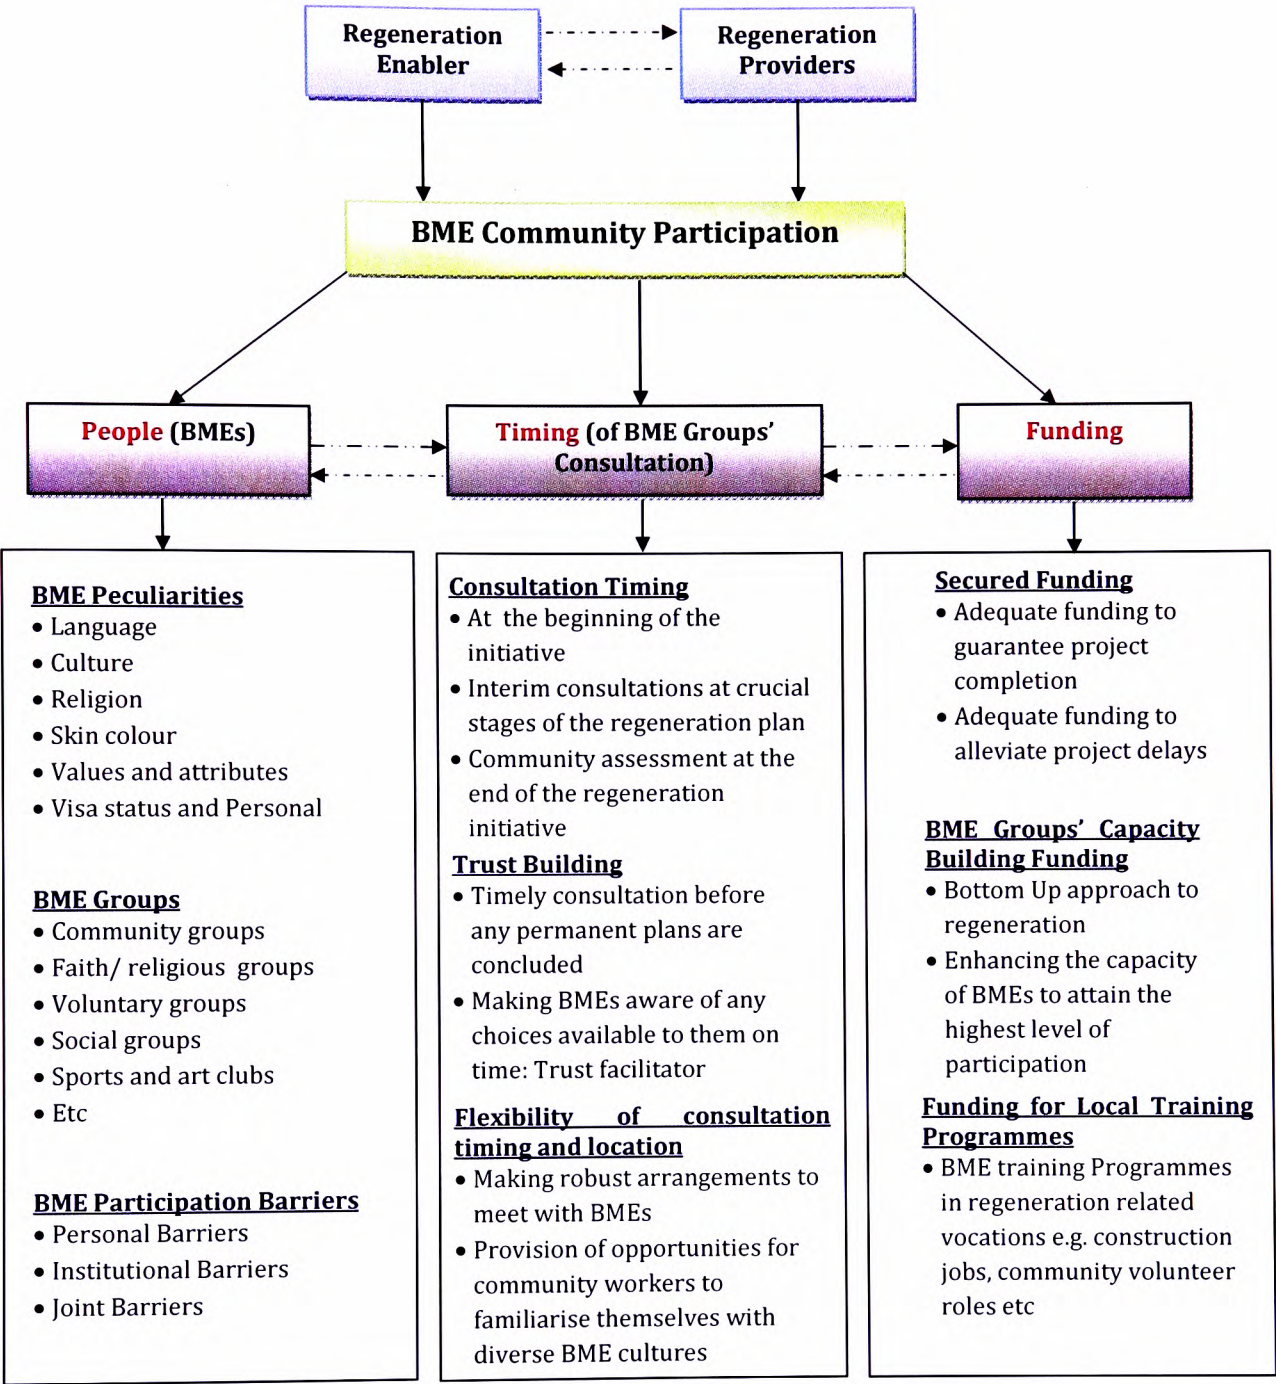 Regeneration
Enabler
Regeneration
Providers
BME Community Participation
People (BMEs)
Timing (of BME Groups’
Consultation)
Funding
BME Peculiarities
• Language
• Culture
• Religion
• Skin colour
• Values and attributes
• Visa status and Personal
BME Groups
• Community groups
• Faith/ religious groups
• Voluntary groups
• Social groups
• Sports and art clubs
• Etc
BME Participation Barriers
• Personal Barriers
• Institutional Barriers
• Joint Barriers
Consultation Timing
• At the beginning of the
initiative
• Interim consultations at crucial
stages of the regeneration plan
• Community assessment at the
end of the regeneration
initiative
Trust Building
• Timely consultation before
any permanent plans are
concluded
• Making BMEs aware of any
choices available to them on
time: Trust facilitator
Flexibility of consultation
timing and location
• Making robust arrangements to
meet with BMEs
• Provision of opportunities for
community workers to
familiarise themselves with
diverse BME cultures
Secured Funding
• Adequate funding to
guarantee project
completion
• Adequate funding to
alleviate project delays
BME Groups’ Capacity
Building Funding
• Bottom Up approach to
regeneration
• Enhancing the capacity
of BMEs to attain the
highest level of
participation
Funding for Local Training
Programmes
• BME training Programmes
in regeneration related
vocations e.g. construction
jobs, community volunteer
roles etc